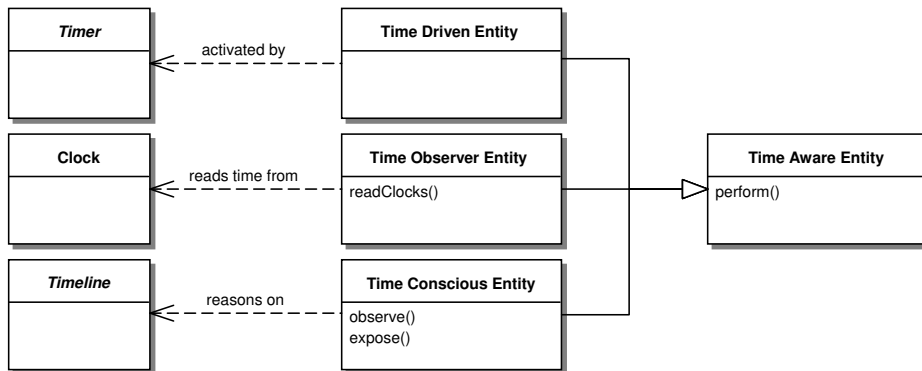 Timer
activated by
Time Driven Entity
Clock
reads time from
Time Observer Entity
readClocks()
Time Aware Entity
perform()
Timeline
reasons on
Time Conscious Entity
observe()
expose()